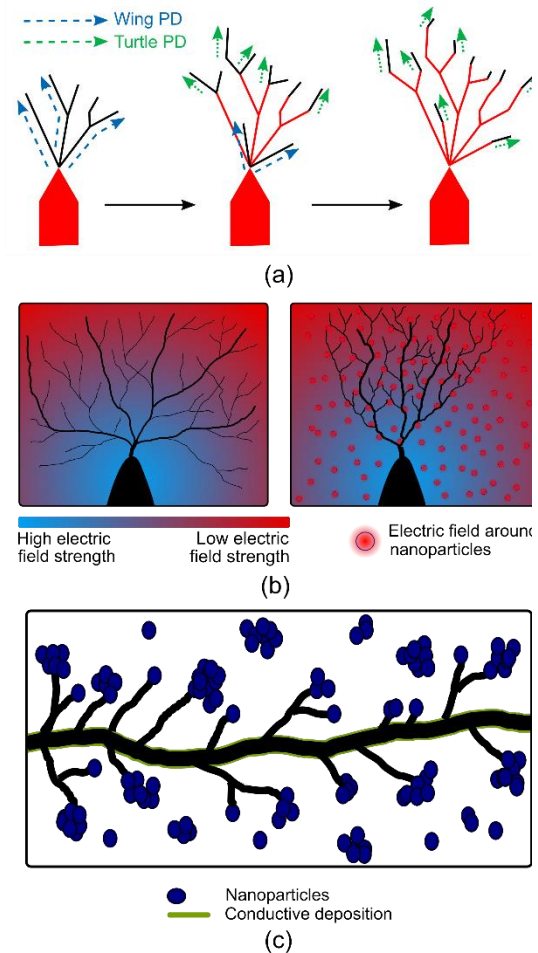 Wing PD
Turtle PD
(a)
High electric
field strength
Low electric
field strength
Electric field around
nanoparticles
(b)
Nanoparticles
Conductive deposition
(c)